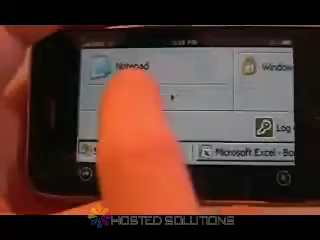 Notepad
Window
Log
Microsoft Excel - Bo
HOSTED SOLUTIONS